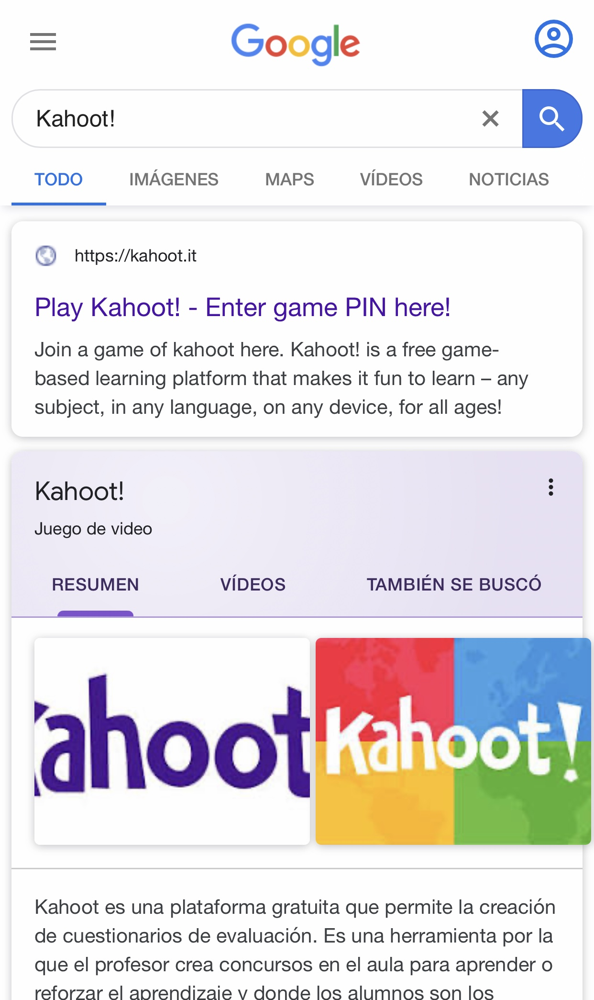 Google
Kahoot!
TODO IMÁGENES MAPS VÍDEOS NOTICIAS
https://kahoot.it
Play Kahoot! - Enter game PIN here!
Join a game of kahoot here. Kahoot! is a free game-
based learning platform that makes it fun to learn – any
subject, in any language, on any device, for all ages!
Kahoot!
Juego de video
RESUMEN VÍDEOS TAMBIÉN SE BUSCÓ
Kahoot
Kahoot!
Kahoot es una plataforma gratuita que permite la creación
de cuestionarios de evaluación. Es una herramienta por la
que el profesor crea concursos en el aula para aprender o
reforzar el aprendizaje y donde los alumnos son los